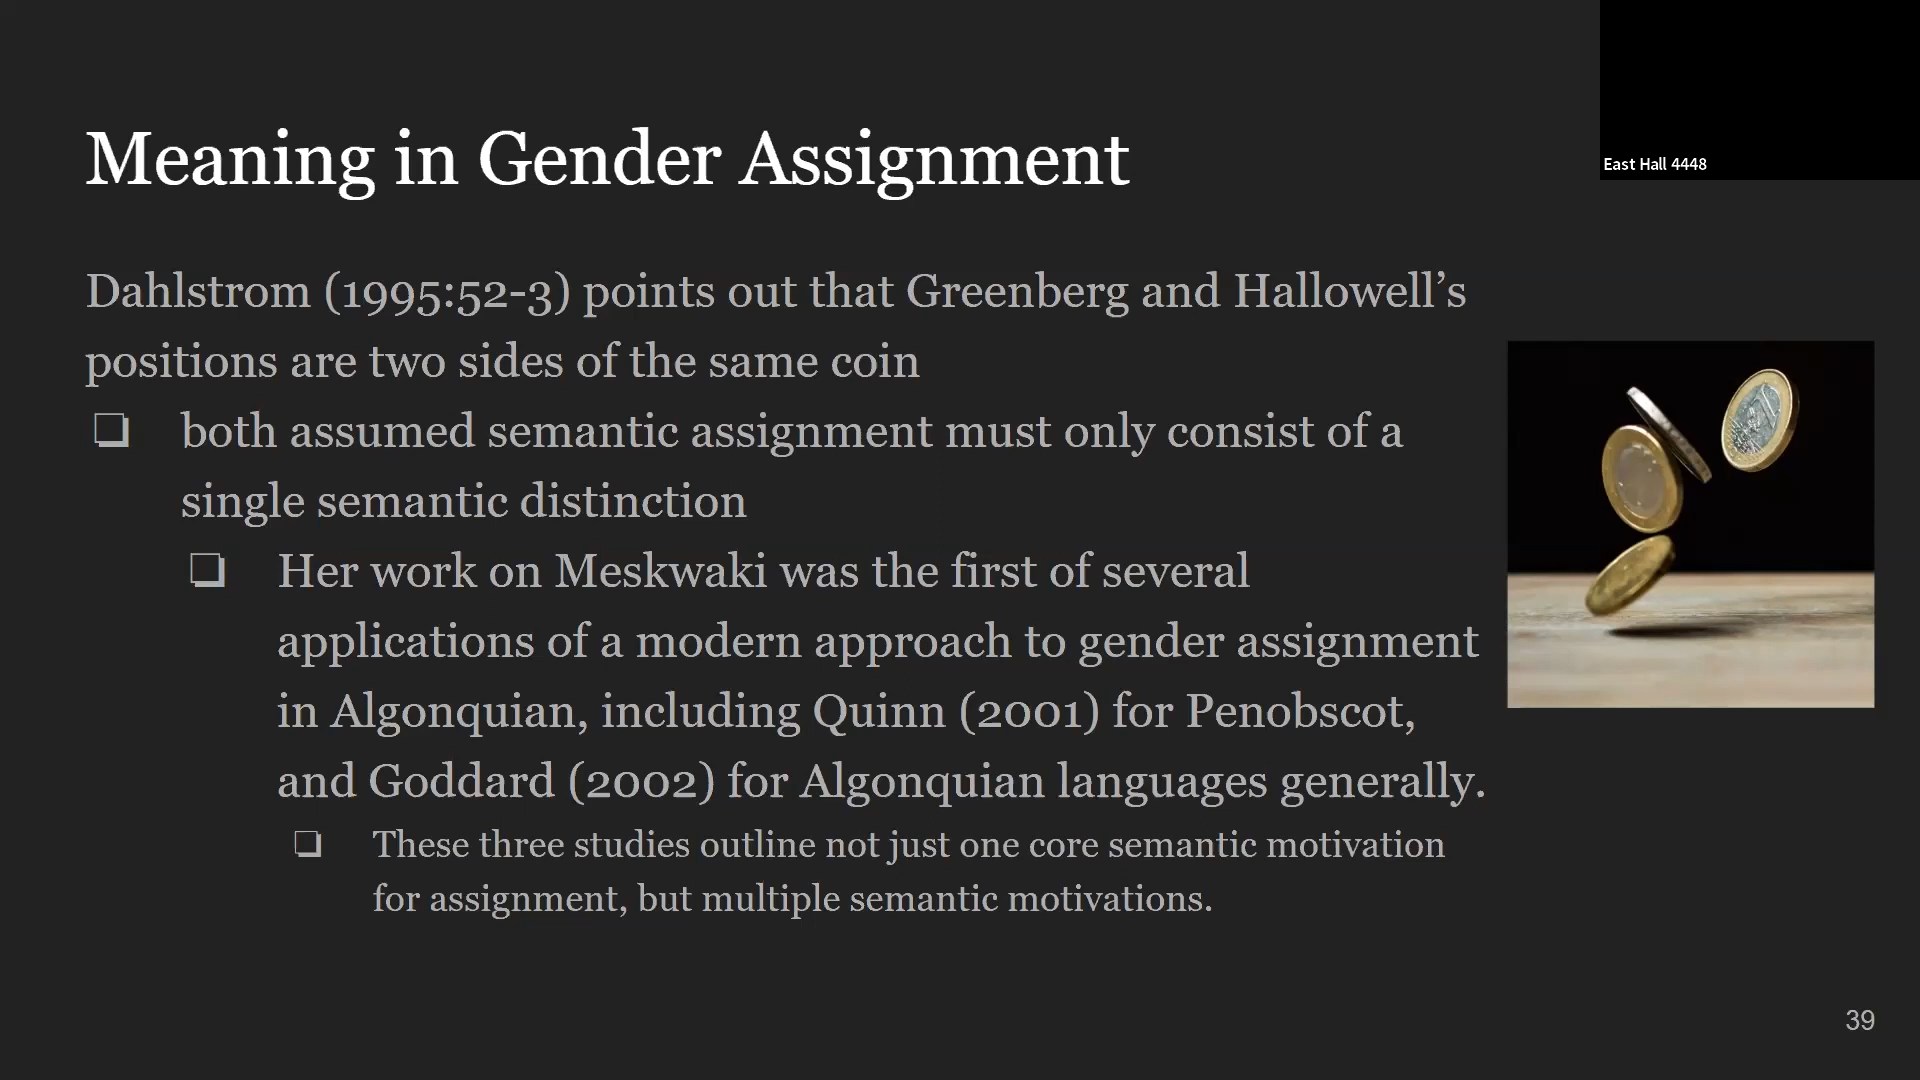 East Hall 4448
Meaning in Gender Assignment
Dahlstrom (1995:52-3) points out that Greenberg and Hallowell’s
positions are two sides of the same coin
❏ both assumed semantic assignment must only consist of a
single semantic distinction
❏ Her work on Meskwaki was the first of several
applications of a modern approach to gender assignment
in Algonquian, including Quinn (2001) for Penobscot,
and Goddard (2002) for Algonquian languages generally.
❏ These three studies outline not just one core semantic motivation
for assignment, but multiple semantic motivations.
39